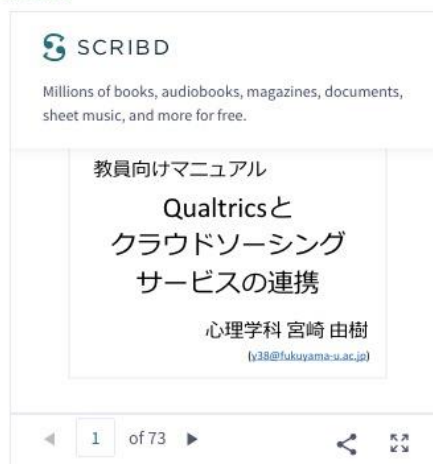 SCRIBD
Millions of books, audiobooks, magazines, documents,
sheet music, and more for free.
教員向けマニュアル
Qualtricsと
クラウドソーシング
サービスの連携
心理学科 宮崎 由樹
(y38@fukuyama-u.ac.jp)
1 of 73